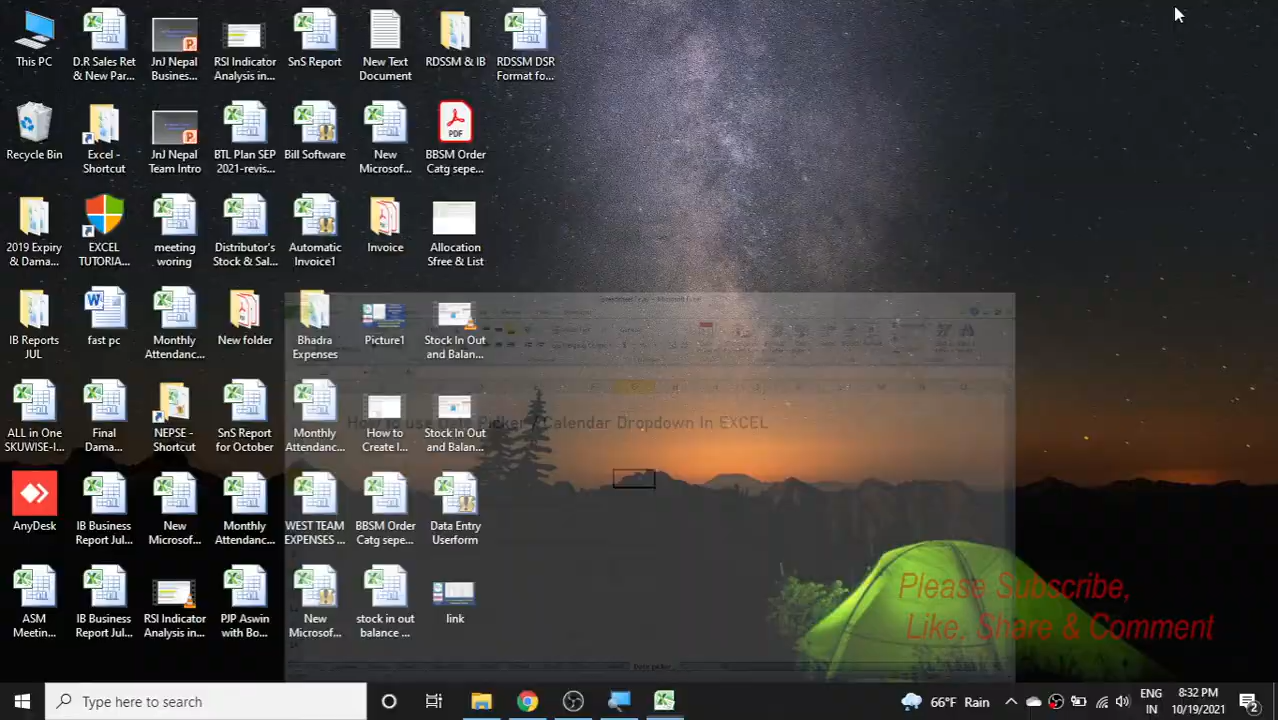 This PC
D.R Sales Ret
& New Par...
JnJ Nepal
Busines...
RSI Indicator
Analysis in...
SnS Report
New Text
Document
RDSSM & IB
RDSSM DSR
Format fo...
Recycle Bin
Excel -
Shortcut
JnJ Nepal
Team Intro
BTL Plan SEP
2021-revis...
Bill Software
New
Microsof...
PDF
BBSM Order
Catg sepe...
2019 Expiry
& Dama...
EXCEL
TUTORIA...
meeting
woring
Distributor's
Stock & Sal...
Automatic
Invoice1
Invoice
Allocation
Sfree & List
IB Reports
JUL
fast pc
Monthly
Attendanc...
New folder
Bhadra
Expenses
Picture1
Stock In Out
and Balan...
How to use Date Picker / Calendar Dropdown In EXCEL
ALL in One
SKUWISE-I...
Final
Dama...
NEPSE -
Shortcut
SnS Report
for October
Monthly
Attendanc...
How to
Create I...
Stock In Out
and Balan...
AnyDesk
IB Business
Report Jul...
New
Microsof...
Monthly
Attendanc...
WEST TEAM
EXPENSES ...
BBSM Order
Catg sepe...
Data Entry
Userform
ASM
Meetin...
IB Business
Report Jul...
RSI Indicator
Analysis in...
PJP Aswin
with Bo...
New
Microsof...
stock in out
balance ...
link
Please Subscribe,
Like, Share & Comment
Date picker
Type here to search
66°F Rain
ENG
IN
8:32 PM
10/19/2021
2